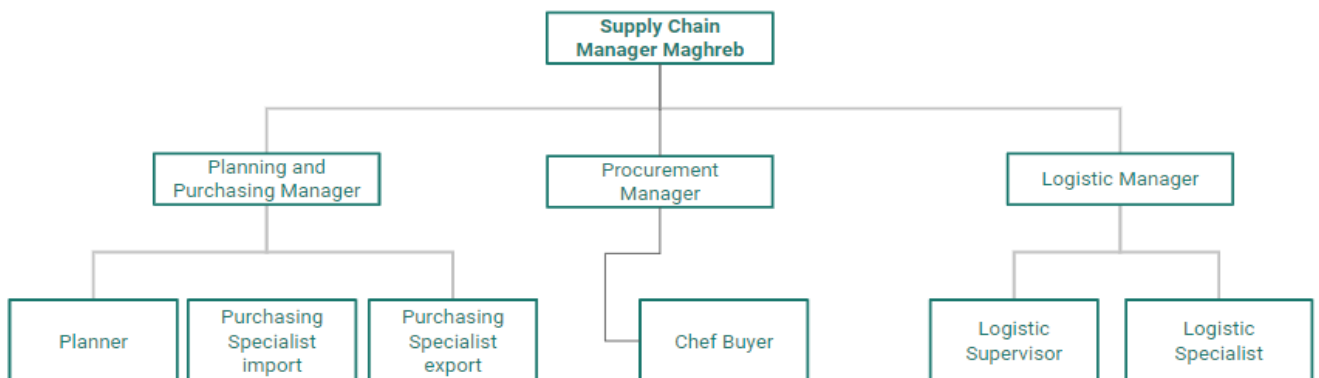 Supply Chain
Manager Maghreb
Planning and
Purchasing Manager
Procurement
Manager
Logistic Manager
Planner
Purchasing
Specialist
import
Purchasing
Specialist
export
Chef Buyer
Logistic
Supervisor
Logistic
Specialist